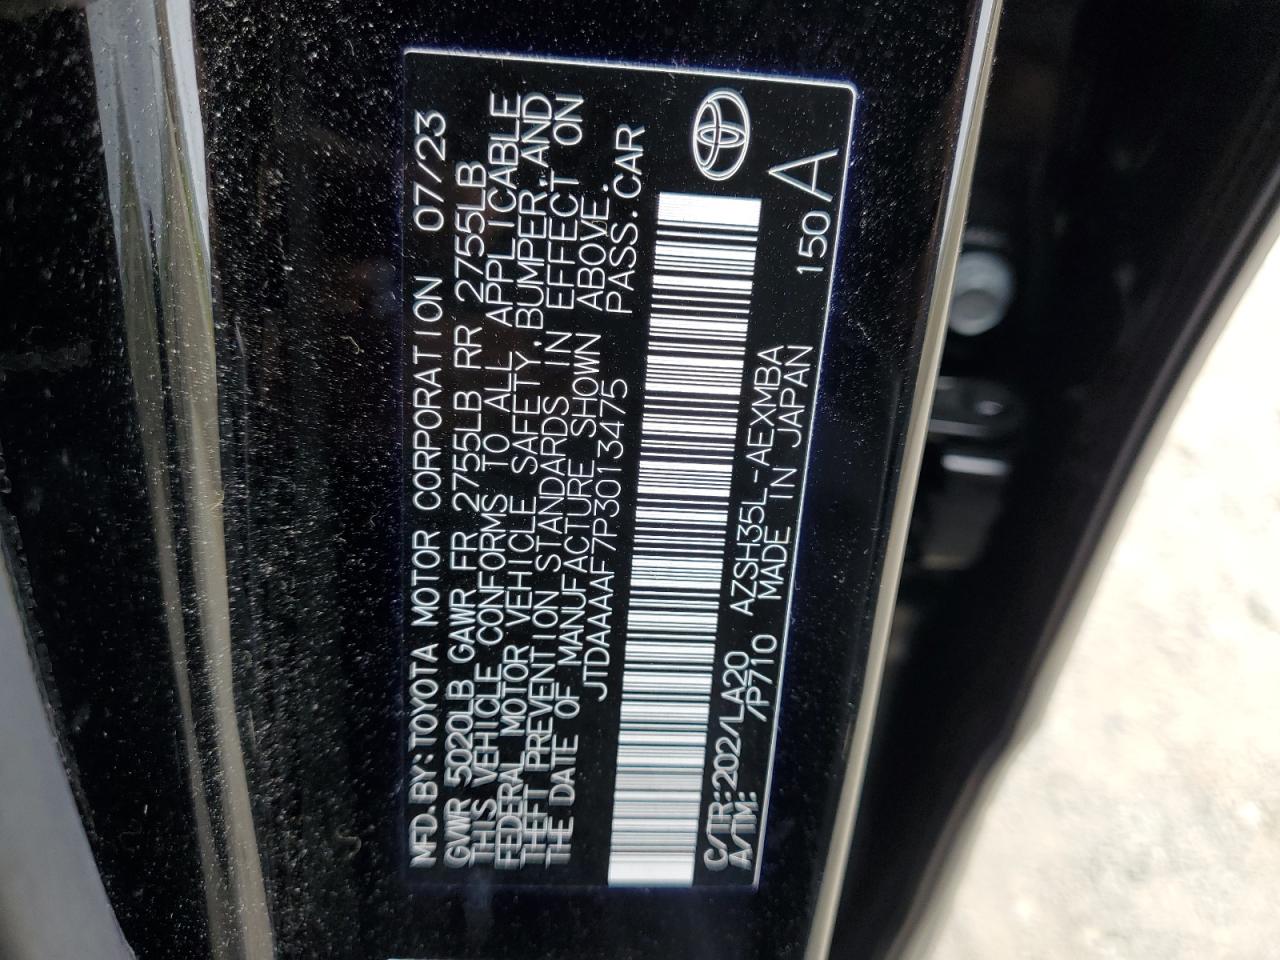 MFD.BY:TOYOTA MOTOR CORPORATION 07/23
GVWR 5020LB GAWR FR 2755LB RR 2755LB
THIS VEHICLE CONFORMS TO ALL APPLICABLE
FEDERAL MOTOR VEHICLE SAFETY,BUMPER,AND
THEFT PREVENTION STANDARDS IN EFFECT ON
THE DATE OF MANUFACTURE SHOWN ABOVE.
JTDAAAAF7P3013475 PASS.CAR
C/TR:202/LA20 AZSH35L-AEXMBA
A/TM: /P710 MADE IN JAPAN 150 A